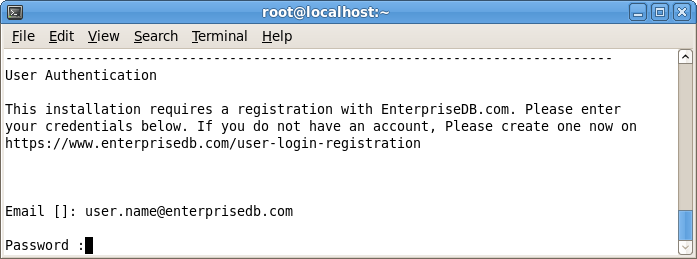 root@localhost:~
File Edit View Search Terminal Help
----------------------------------------------------------------------------
User Authentication
This installation requires a registration with EnterpriseDB.com. Please enter
your credentials below. If you do not have an account, Please create one now on
https://www.enterprisedb.com/user-login-registration
Email []: user.name@enterprisedb.com
Password :